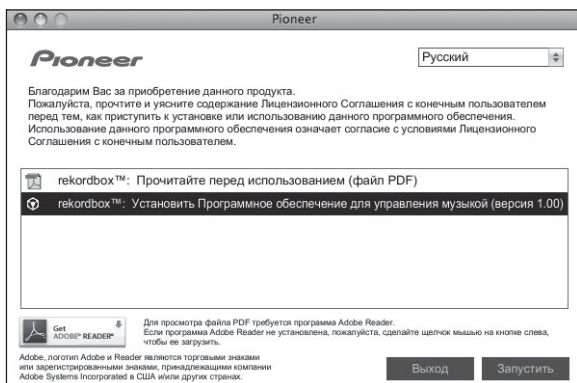 Pioneer
Pioneer
Русский
Благодарим Вас за приобретение данного продукта.
Пожалуйста, прочтите и уясните содержание Лицензионного Соглашения с конечным пользователем
перед тем, как приступить к установке или использованию данного программного обеспечения.
Использование данного программного обеспечения означает согласие с условиями Лицензионного
Соглашения с конечным пользователем.
rekordbox™: Прочитайте перед использованием (файл PDF)
rekordbox™: Установить Программное обеспечение для управления музыкой (версия 1.00)
Get
ADOBE® READER®
Для просмотра файла PDF требуется программа Adobe Reader.
Если программа Adobe Reader не установлена, пожалуйста, сделайте щелчок мышью на кнопке слева,
чтобы ее загрузить.
Adobe, логотип Adobe и Reader являются торговыми знаками
или зарегистрированными знаками, принадлежащими компании
Adobe Systems Incorporated в США и/или других странах.
Выход
Запустить